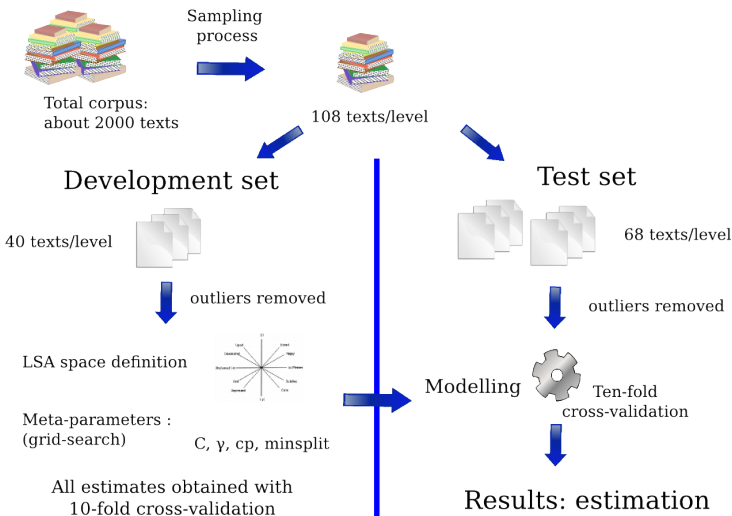 Sampling
process
Total corpus:
about 2000 texts
108 texts/level
Development set
Test set
40 texts/level
68 texts/level
outliers removed
outliers removed
LSA space definition
Modelling
Ten-fold
cross-validation
Meta-parameters :
(grid-search)
C, γ, cp, minsplit
All estimates obtained with
10-fold cross-validation
Results: estimation